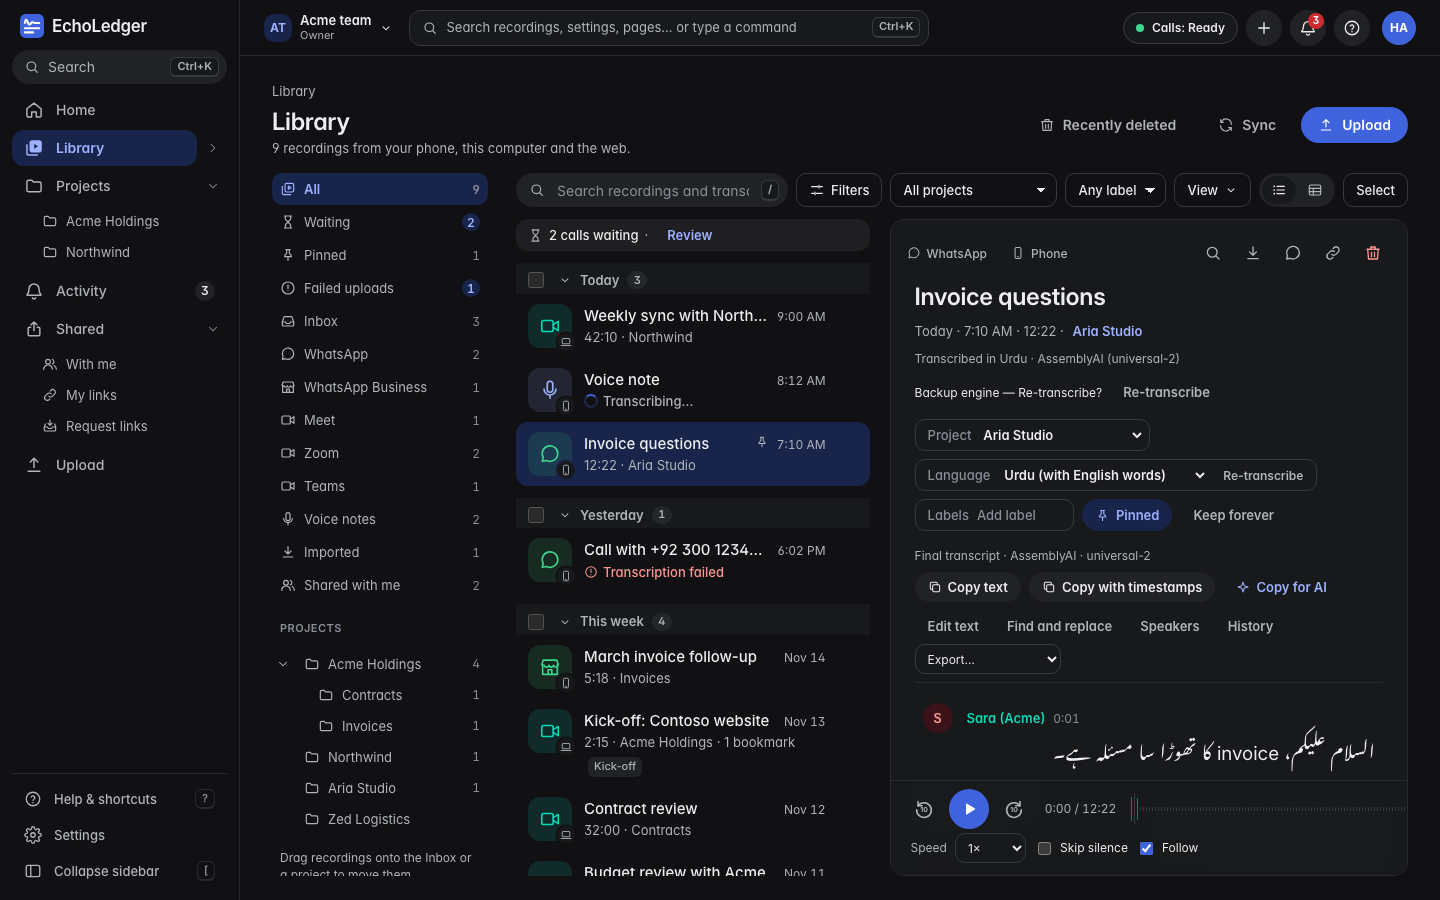 EchoLedger
Search Ctrl+K
Home
Library
Projects
Acme Holdings
Northwind
Activity 3
Shared
With me
My links
Request links
Upload
Help & shortcuts ?
Settings
Collapse sidebar [
AT Acme team
Owner
Search recordings, settings, pages... or type a command Ctrl+K
Calls: Ready
3
HA
Library
Library
9 recordings from your phone, this computer and the web.
Recently deleted Sync Upload
All 9
Waiting 2
Pinned 1
Failed uploads 1
Inbox 3
WhatsApp 2
WhatsApp Business 1
Meet 1
Zoom 2
Teams 1
Voice notes 2
Imported 1
Shared with me 2
PROJECTS
Acme Holdings 4
Contracts 1
Invoices 1
Northwind 1
Aria Studio 1
Zed Logistics
Drag recordings onto the Inbox or
a project to move them
Search recordings and transc /
Filters All projects Any label View Select
2 calls waiting · Review
Today 3
Weekly sync with North... 9:00 AM
42:10 · Northwind
Voice note 8:12 AM
Transcribing...
Invoice questions 7:10 AM
12:22 · Aria Studio
Yesterday 1
Call with +92 300 1234... 6:02 PM
Transcription failed
This week 4
March invoice follow-up Nov 14
5:18 · Invoices
Kick-off: Contoso website Nov 13
2:15 · Acme Holdings · 1 bookmark
Kick-off
Contract review Nov 12
32:00 · Contracts
Budget review with Acme Nov 11
WhatsApp Phone
Invoice questions
Today · 7:10 AM · 12:22 · Aria Studio
Transcribed in Urdu · AssemblyAI (universal-2)
Backup engine — Re-transcribe? Re-transcribe
Project Aria Studio
Language Urdu (with English words) Re-transcribe
Labels Add label Pinned Keep forever
Final transcript · AssemblyAI · universal-2
Copy text Copy with timestamps Copy for AI
Edit text Find and replace Speakers History
Export...
S Sara (Acme) 0:01
السلام علیکم، invoice کا تھوڑا سا مسئلہ ہے۔
10 10 0:00 / 12:22
Speed 1× Skip silence Follow